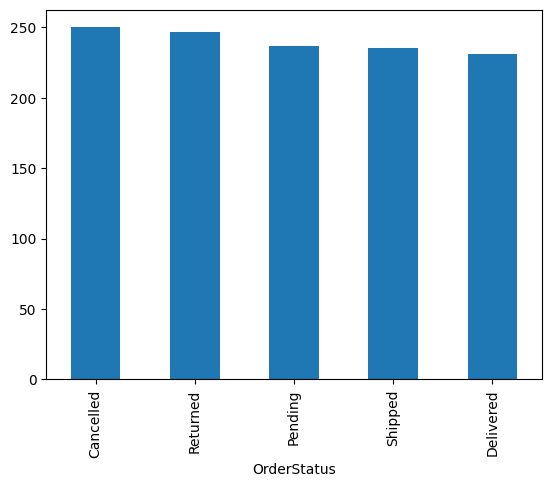 250
200
150
100
50
0
Cancelled
Returned
Pending
Shipped
Delivered
OrderStatus